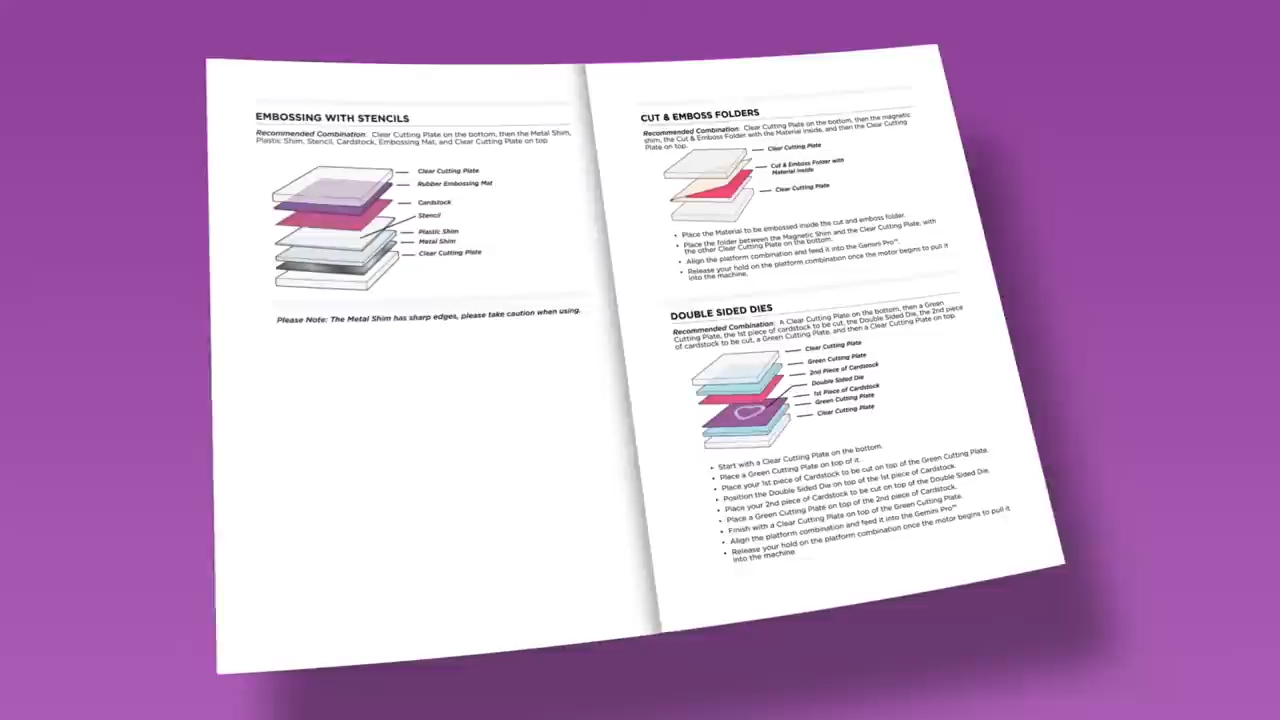 EMBOSSING WITH STENCILS
Recommended Combination: Clear Cutting Plate on the bottom, then the Metal Shim,
Plastic Shim, Stencil, Cardstock, Embossing Mat, and Clear Cutting Plate on top
Clear Cutting Plate
Rubber Embossing Mat
Cardstock
Stencil
Plastic Shim
Metal Shim
Clear Cutting Plate
Please Note: The Metal Shim has sharp edges, please take caution when using.
CUT & EMBOSS FOLDERS
Recommended Combination: Clear Cutting Plate on the bottom, then the magnetic
shim, the Cut & Emboss Folder with the Material inside, and then the Clear Cutting
Plate on top.
Clear Cutting Plate
Cut & Emboss Folder with
Material inside
Clear Cutting Plate
• Place the Material to be embossed inside the cut and emboss folder.
• Place the folder between the Magnetic Shim and the Clear Cutting Plate, with
the other Clear Cutting Plate on the bottom.
• Align the platform combination and feed it into the Gemini Pro™.
• Release your hold on the platform combination once the motor begins to pull it
into the machine.
DOUBLE SIDED DIES
Recommended Combination: A Clear Cutting Plate on the bottom, then a Green
Cutting Plate, the 1st piece of cardstock to be cut, the Double Sided Die, the 2nd piece
of cardstock to be cut, a Green Cutting Plate, and then a Clear Cutting Plate on top.
Clear Cutting Plate
Green Cutting Plate
2nd Piece of Cardstock
Double Sided Die
1st Piece of Cardstock
Green Cutting Plate
Clear Cutting Plate
• Start with a Clear Cutting Plate on the bottom.
• Place a Green Cutting Plate on top of it.
• Place your 1st piece of Cardstock to be cut on top of the Green Cutting Plate.
• Position the Double Sided Die on top of the 1st piece of Cardstock.
• Place your 2nd piece of Cardstock to be cut on top of the Double Sided Die.
• Place a Green Cutting Plate on top of the 2nd piece of Cardstock.
• Finish with a Clear Cutting Plate on top of the Green Cutting Plate.
• Align the platform combination and feed it into the Gemini Pro™
• Release your hold on the platform combination once the motor begins to pull it
into the machine.